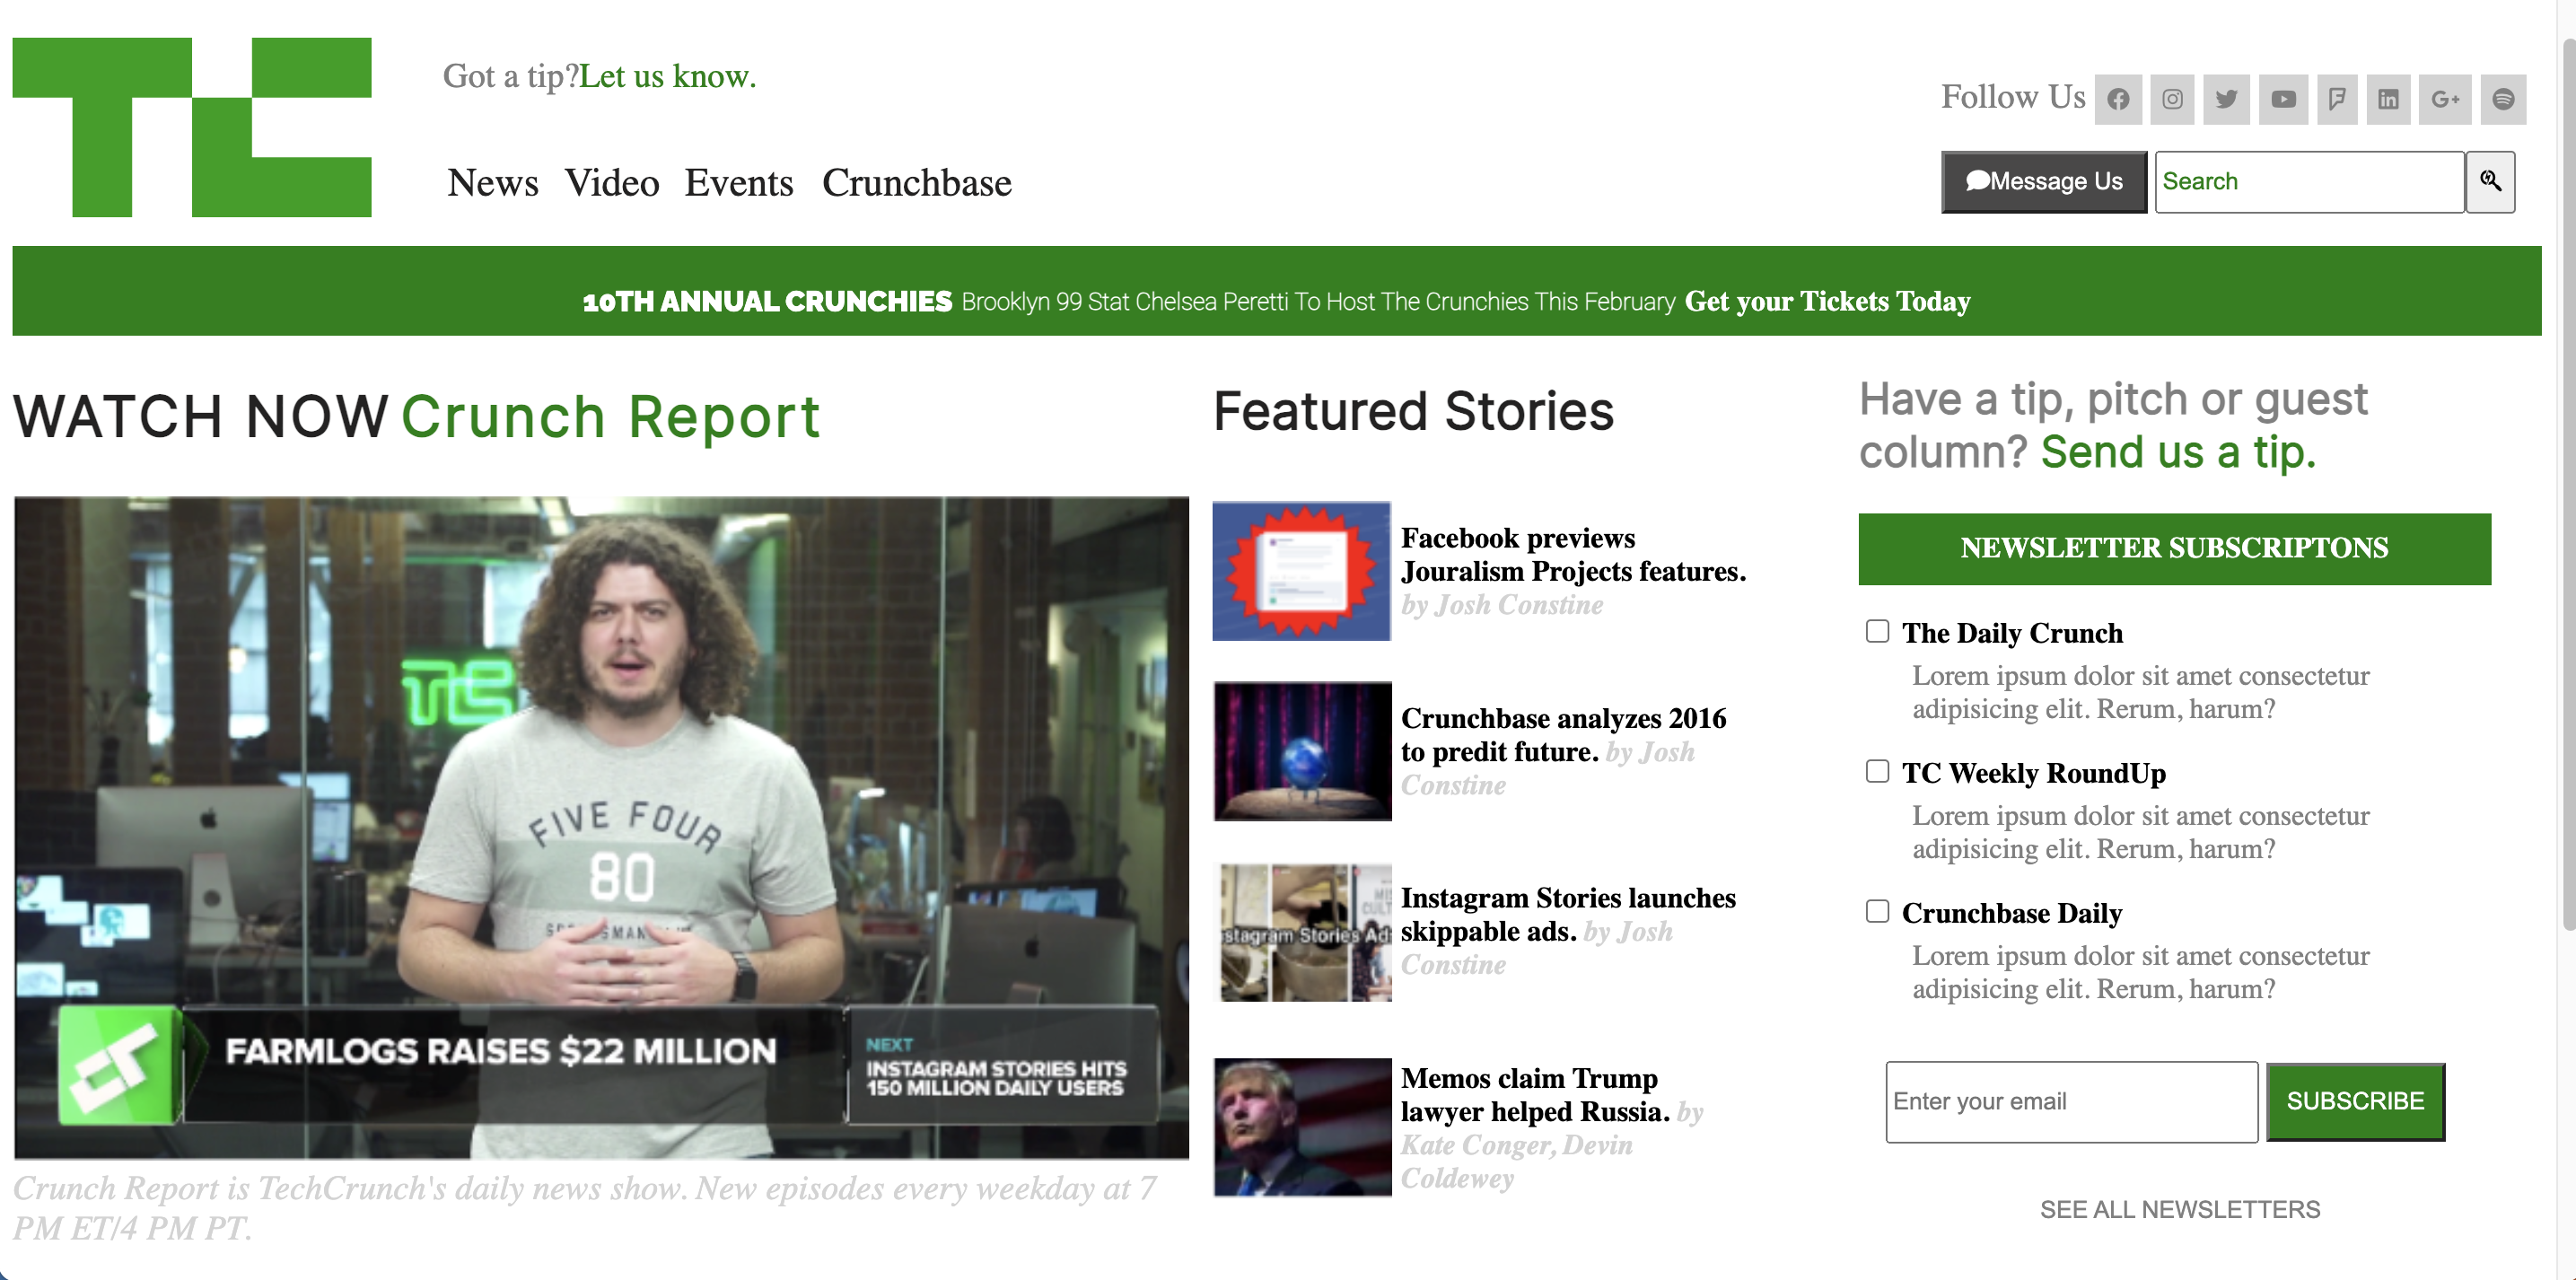 TC
Got a tip?Let us know.
Follow Us
News Video Events Crunchbase
Message Us
Search
10TH ANNUAL CRUNCHIES Brooklyn 99 Stat Chelsea Peretti To Host The Crunchies This February Get your Tickets Today
WATCH NOW Crunch Report
TC
FIVE FOUR
80
FARMLOGS RAISES $22 MILLION
NEXT
INSTAGRAM STORIES HITS
150 MILLION DAILY USERS
Crunch Report is TechCrunch's daily news show. New episodes every weekday at 7
PM ET/4 PM PT.
Featured Stories
Facebook previews
Jouralism Projects features.
by Josh Constine
Crunchbase analyzes 2016
to predit future. by Josh
Constine
Instagram Stories launches
skippable ads. by Josh
Constine
stagram Stories Ad
Memos claim Trump
lawyer helped Russia. by
Kate Conger, Devin
Coldewey
Have a tip, pitch or guest
column? Send us a tip.
NEWSLETTER SUBSCRIPTONS
The Daily Crunch
Lorem ipsum dolor sit amet consectetur
adipisicing elit. Rerum, harum?
TC Weekly RoundUp
Lorem ipsum dolor sit amet consectetur
adipisicing elit. Rerum, harum?
Crunchbase Daily
Lorem ipsum dolor sit amet consectetur
adipisicing elit. Rerum, harum?
Enter your email
SUBSCRIBE
SEE ALL NEWSLETTERS